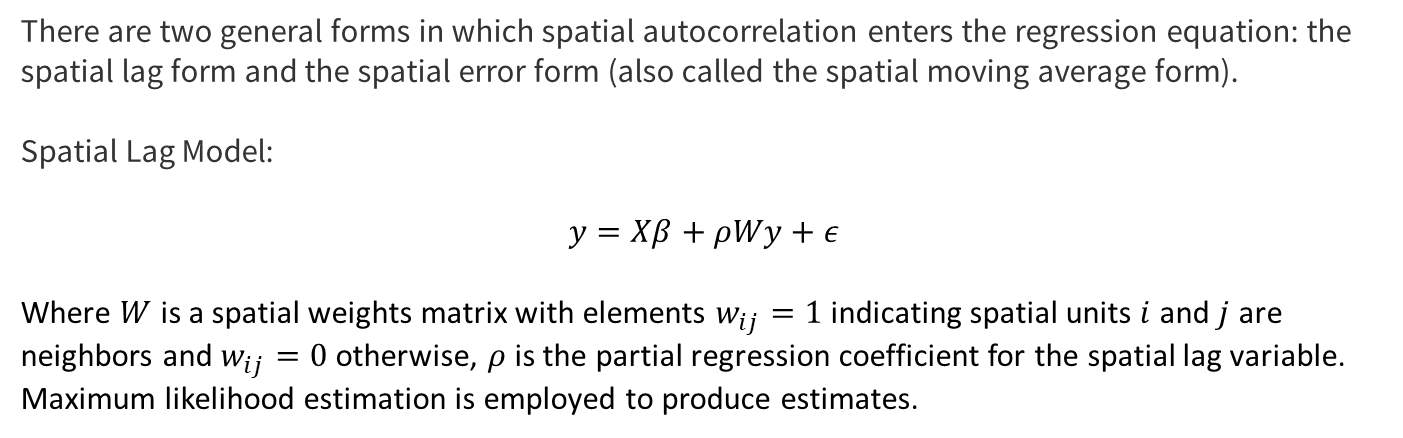 There are two general forms in which spatial autocorrelation enters the regression equation: the
spatial lag form and the spatial error form (also called the spatial moving average form).
Spatial Lag Model:
y = Xβ + ρWy + ϵ
Where W is a spatial weights matrix with elements wᵢⱼ = 1 indicating spatial units i and j are
neighbors and wᵢⱼ = 0 otherwise, ρ is the partial regression coefficient for the spatial lag variable.
Maximum likelihood estimation is employed to produce estimates.